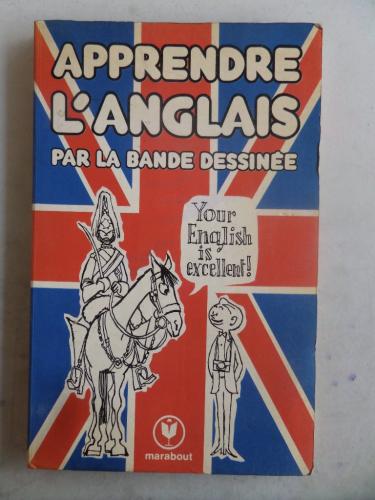 APPRENDRE
L'ANGLAIS
PAR LA BANDE DESSINÉE
Your
English
is
excellent!
marabout